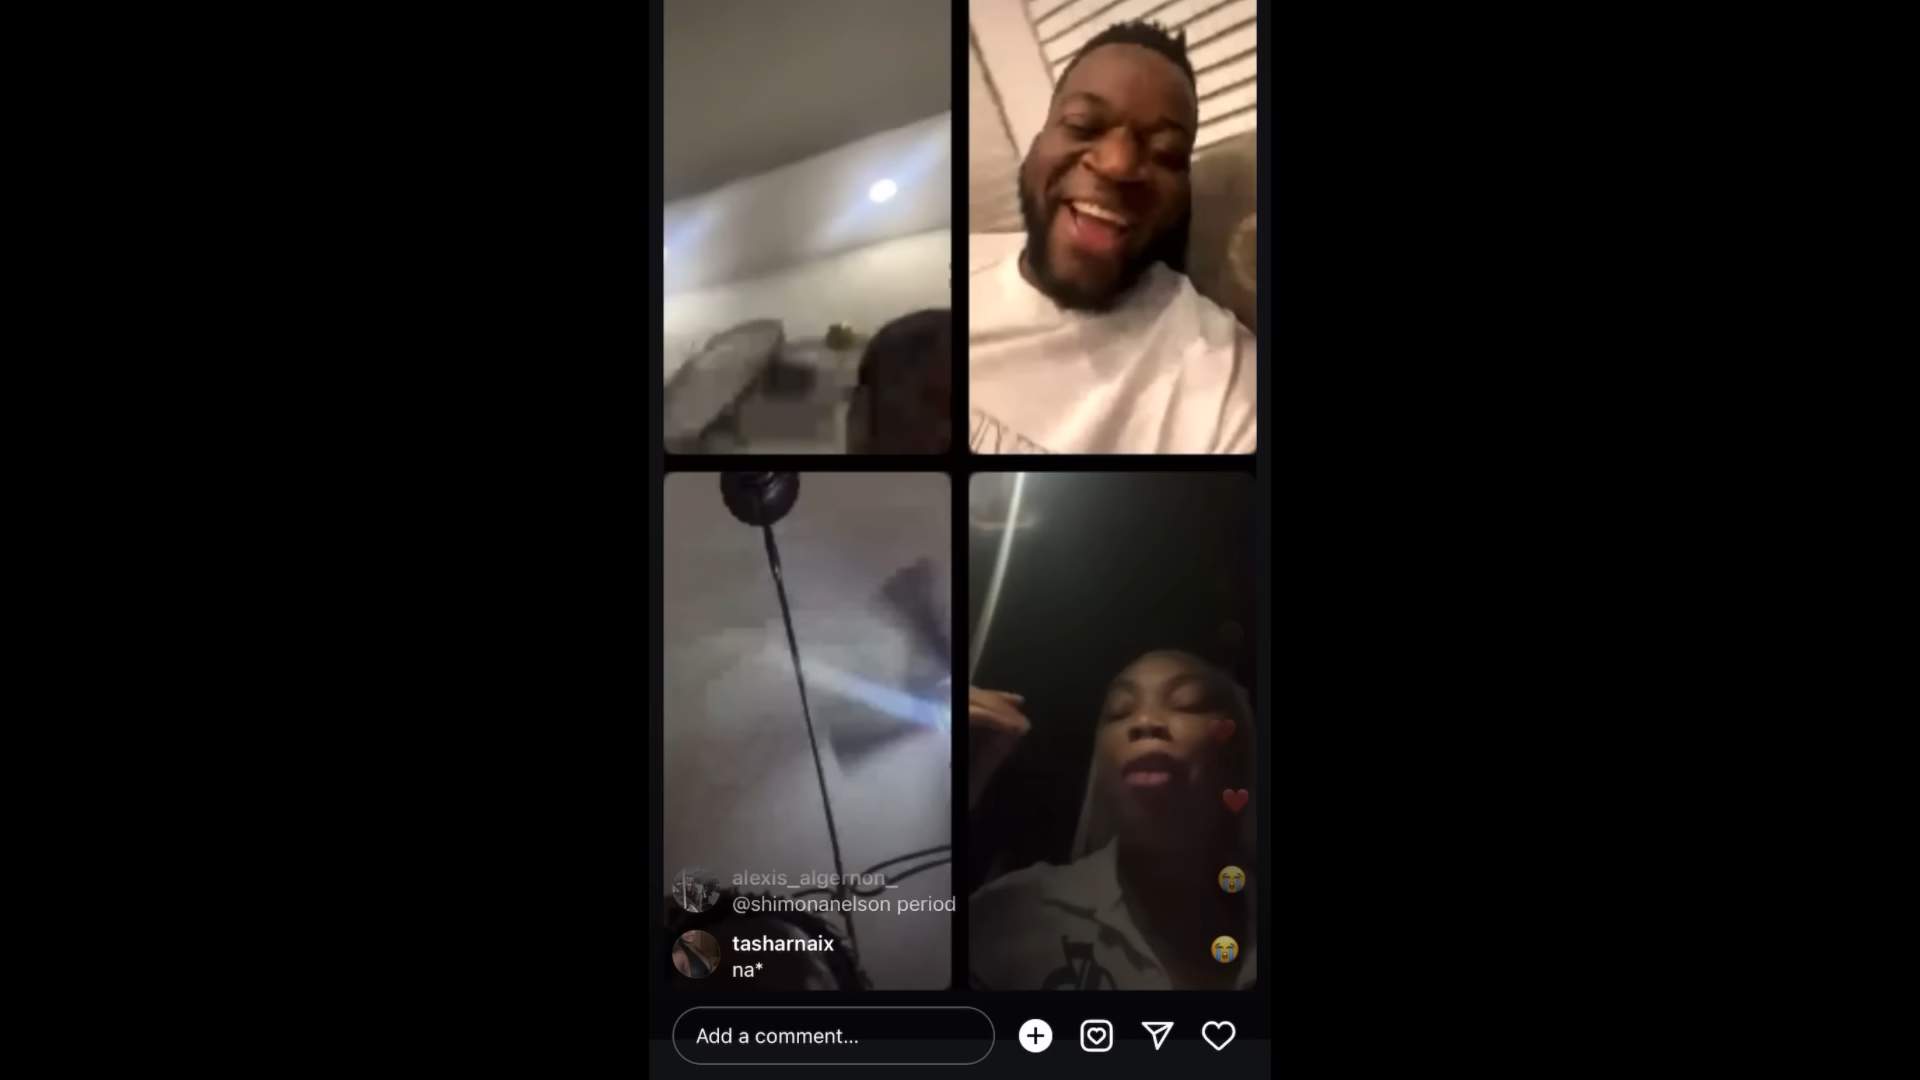 alexis_algernon_
@shimonanelson period
tasharnaix
na*
Add a comment...